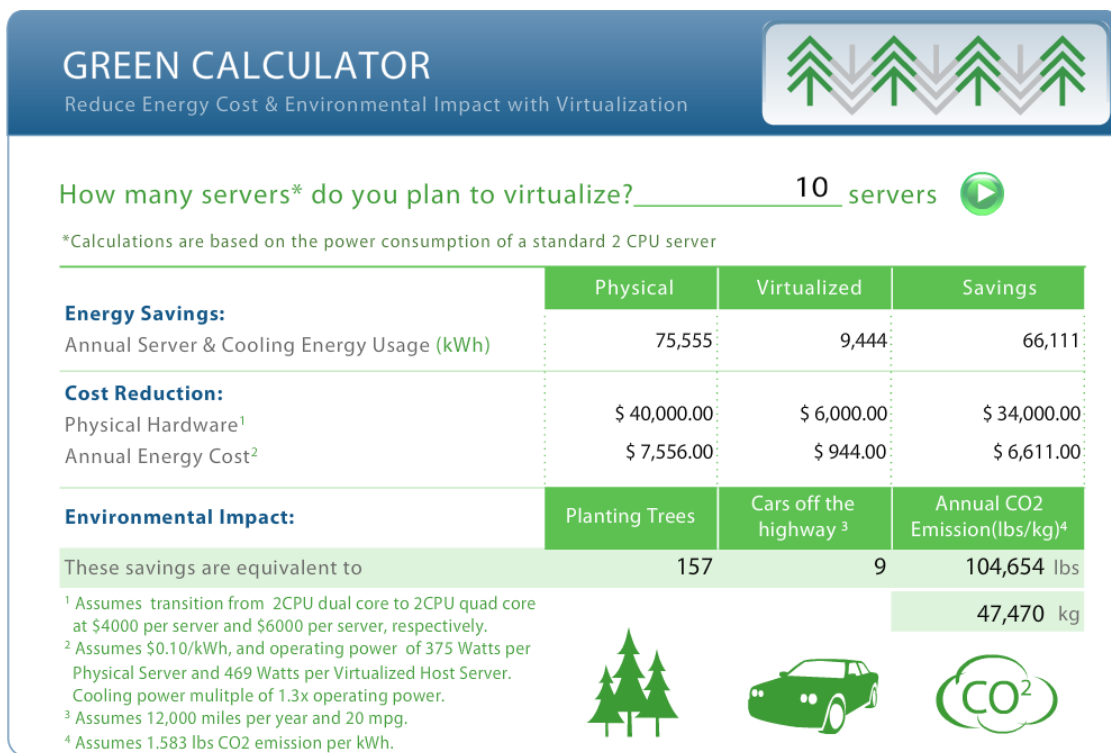 GREEN CALCULATOR
Reduce Energy Cost & Environmental Impact with Virtualization
How many servers* do you plan to virtualize? 10 servers
*Calculations are based on the power consumption of a standard 2 CPU server
Physical Virtualized Savings
Energy Savings:
Annual Server & Cooling Energy Usage (kWh) 75,555 9,444 66,111
Cost Reduction:
Physical Hardware¹ $ 40,000.00 $ 6,000.00 $ 34,000.00
Annual Energy Cost² $ 7,556.00 $ 944.00 $ 6,611.00
Environmental Impact: Planting Trees Cars off the highway ³ Annual CO2 Emission(lbs/kg)⁴
These savings are equivalent to 157 9 104,654 lbs
47,470 kg
¹ Assumes transition from 2CPU dual core to 2CPU quad core
at $4000 per server and $6000 per server, respectively.
² Assumes $0.10/kWh, and operating power of 375 Watts per
Physical Server and 469 Watts per Virtualized Host Server.
Cooling power mulitple of 1.3x operating power.
³ Assumes 12,000 miles per year and 20 mpg.
⁴ Assumes 1.583 lbs CO2 emission per kWh.
CO²